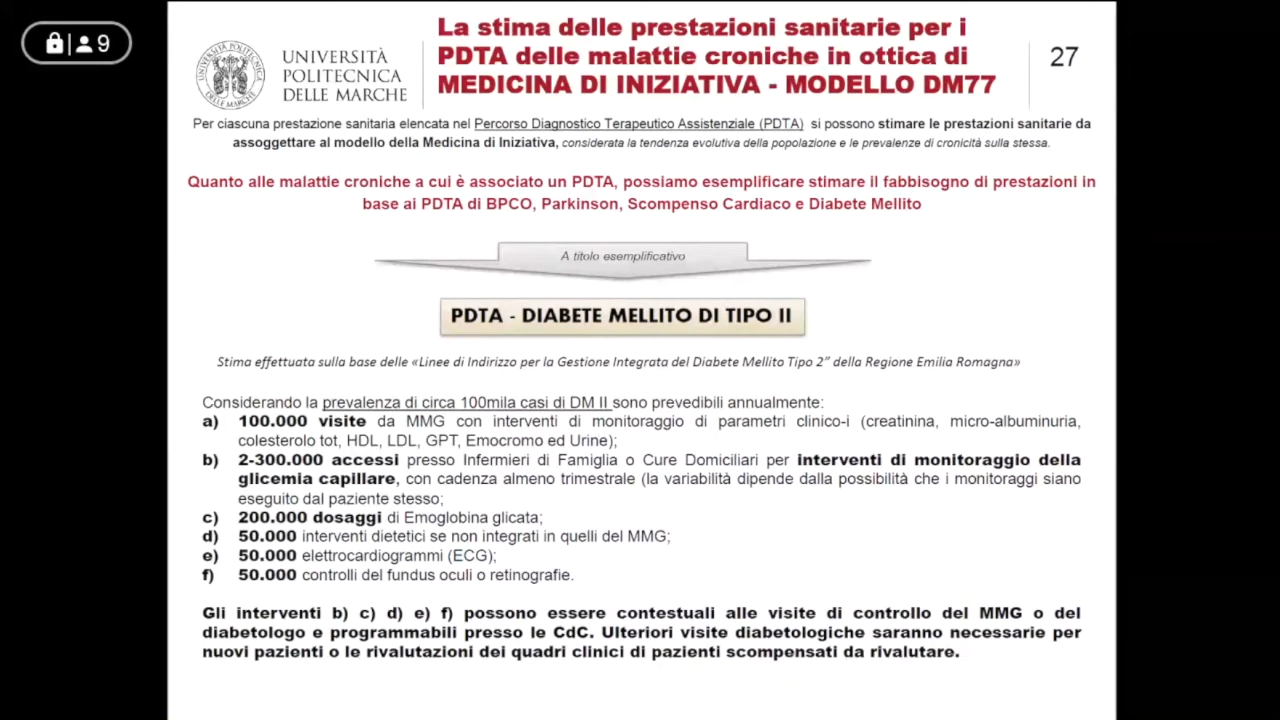 9
UNIVERSITÀ
POLITECNICA
DELLE MARCHE
La stima delle prestazioni sanitarie per i
PDTA delle malattie croniche in ottica di
MEDICINA DI INIZIATIVA - MODELLO DM77
27
Per ciascuna prestazione sanitaria elencata nel Percorso Diagnostico Terapeutico Assistenziale (PDTA) si possono stimare le prestazioni sanitarie da
assoggettare al modello della Medicina di Iniziativa, considerata la tendenza evolutiva della popolazione e le prevalenze di cronicità sulla stessa.
Quanto alle malattie croniche a cui è associato un PDTA, possiamo esemplificare stimare il fabbisogno di prestazioni in
base ai PDTA di BPCO, Parkinson, Scompenso Cardiaco e Diabete Mellito
A titolo esemplificativo
PDTA - DIABETE MELLITO DI TIPO II
Stima effettuata sulla base delle «Linee di Indirizzo per la Gestione Integrata del Diabete Mellito Tipo 2” della Regione Emilia Romagna»
Considerando la prevalenza di circa 100mila casi di DM II sono prevedibili annualmente:
a) 100.000 visite da MMG con interventi di monitoraggio di parametri clinico-i (creatinina, micro-albuminuria,
colesterolo tot, HDL, LDL, GPT, Emocromo ed Urine);
b) 2-300.000 accessi presso Infermieri di Famiglia o Cure Domiciliari per interventi di monitoraggio della
glicemia capillare, con cadenza almeno trimestrale (la variabilità dipende dalla possibilità che i monitoraggi siano
eseguito dal paziente stesso;
c) 200.000 dosaggi di Emoglobina glicata;
d) 50.000 interventi dietetici se non integrati in quelli del MMG;
e) 50.000 elettrocardiogrammi (ECG);
f) 50.000 controlli del fundus oculi o retinografie.
Gli interventi b) c) d) e) f) possono essere contestuali alle visite di controllo del MMG o del
diabetologo e programmabili presso le CdC. Ulteriori visite diabetologiche saranno necessarie per
nuovi pazienti o le rivalutazioni dei quadri clinici di pazienti scompensati da rivalutare.